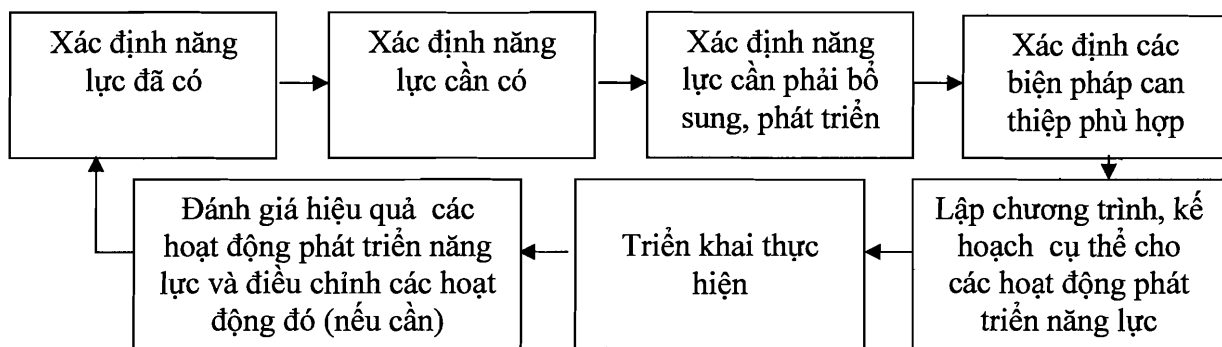 Xác định năng
lực đã có
Xác định năng
lực cần có
Xác định năng
lực cần phải bổ
sung, phát triển
Xác định các
biện pháp can
thiệp phù hợp
Lập chương trình, kế
hoạch cụ thể cho
các hoạt động phát
triển năng lực
Triển khai thực
hiện
Đánh giá hiệu quả các
hoạt động phát triển năng
lực và điều chỉnh các hoạt
động đó (nếu cần)